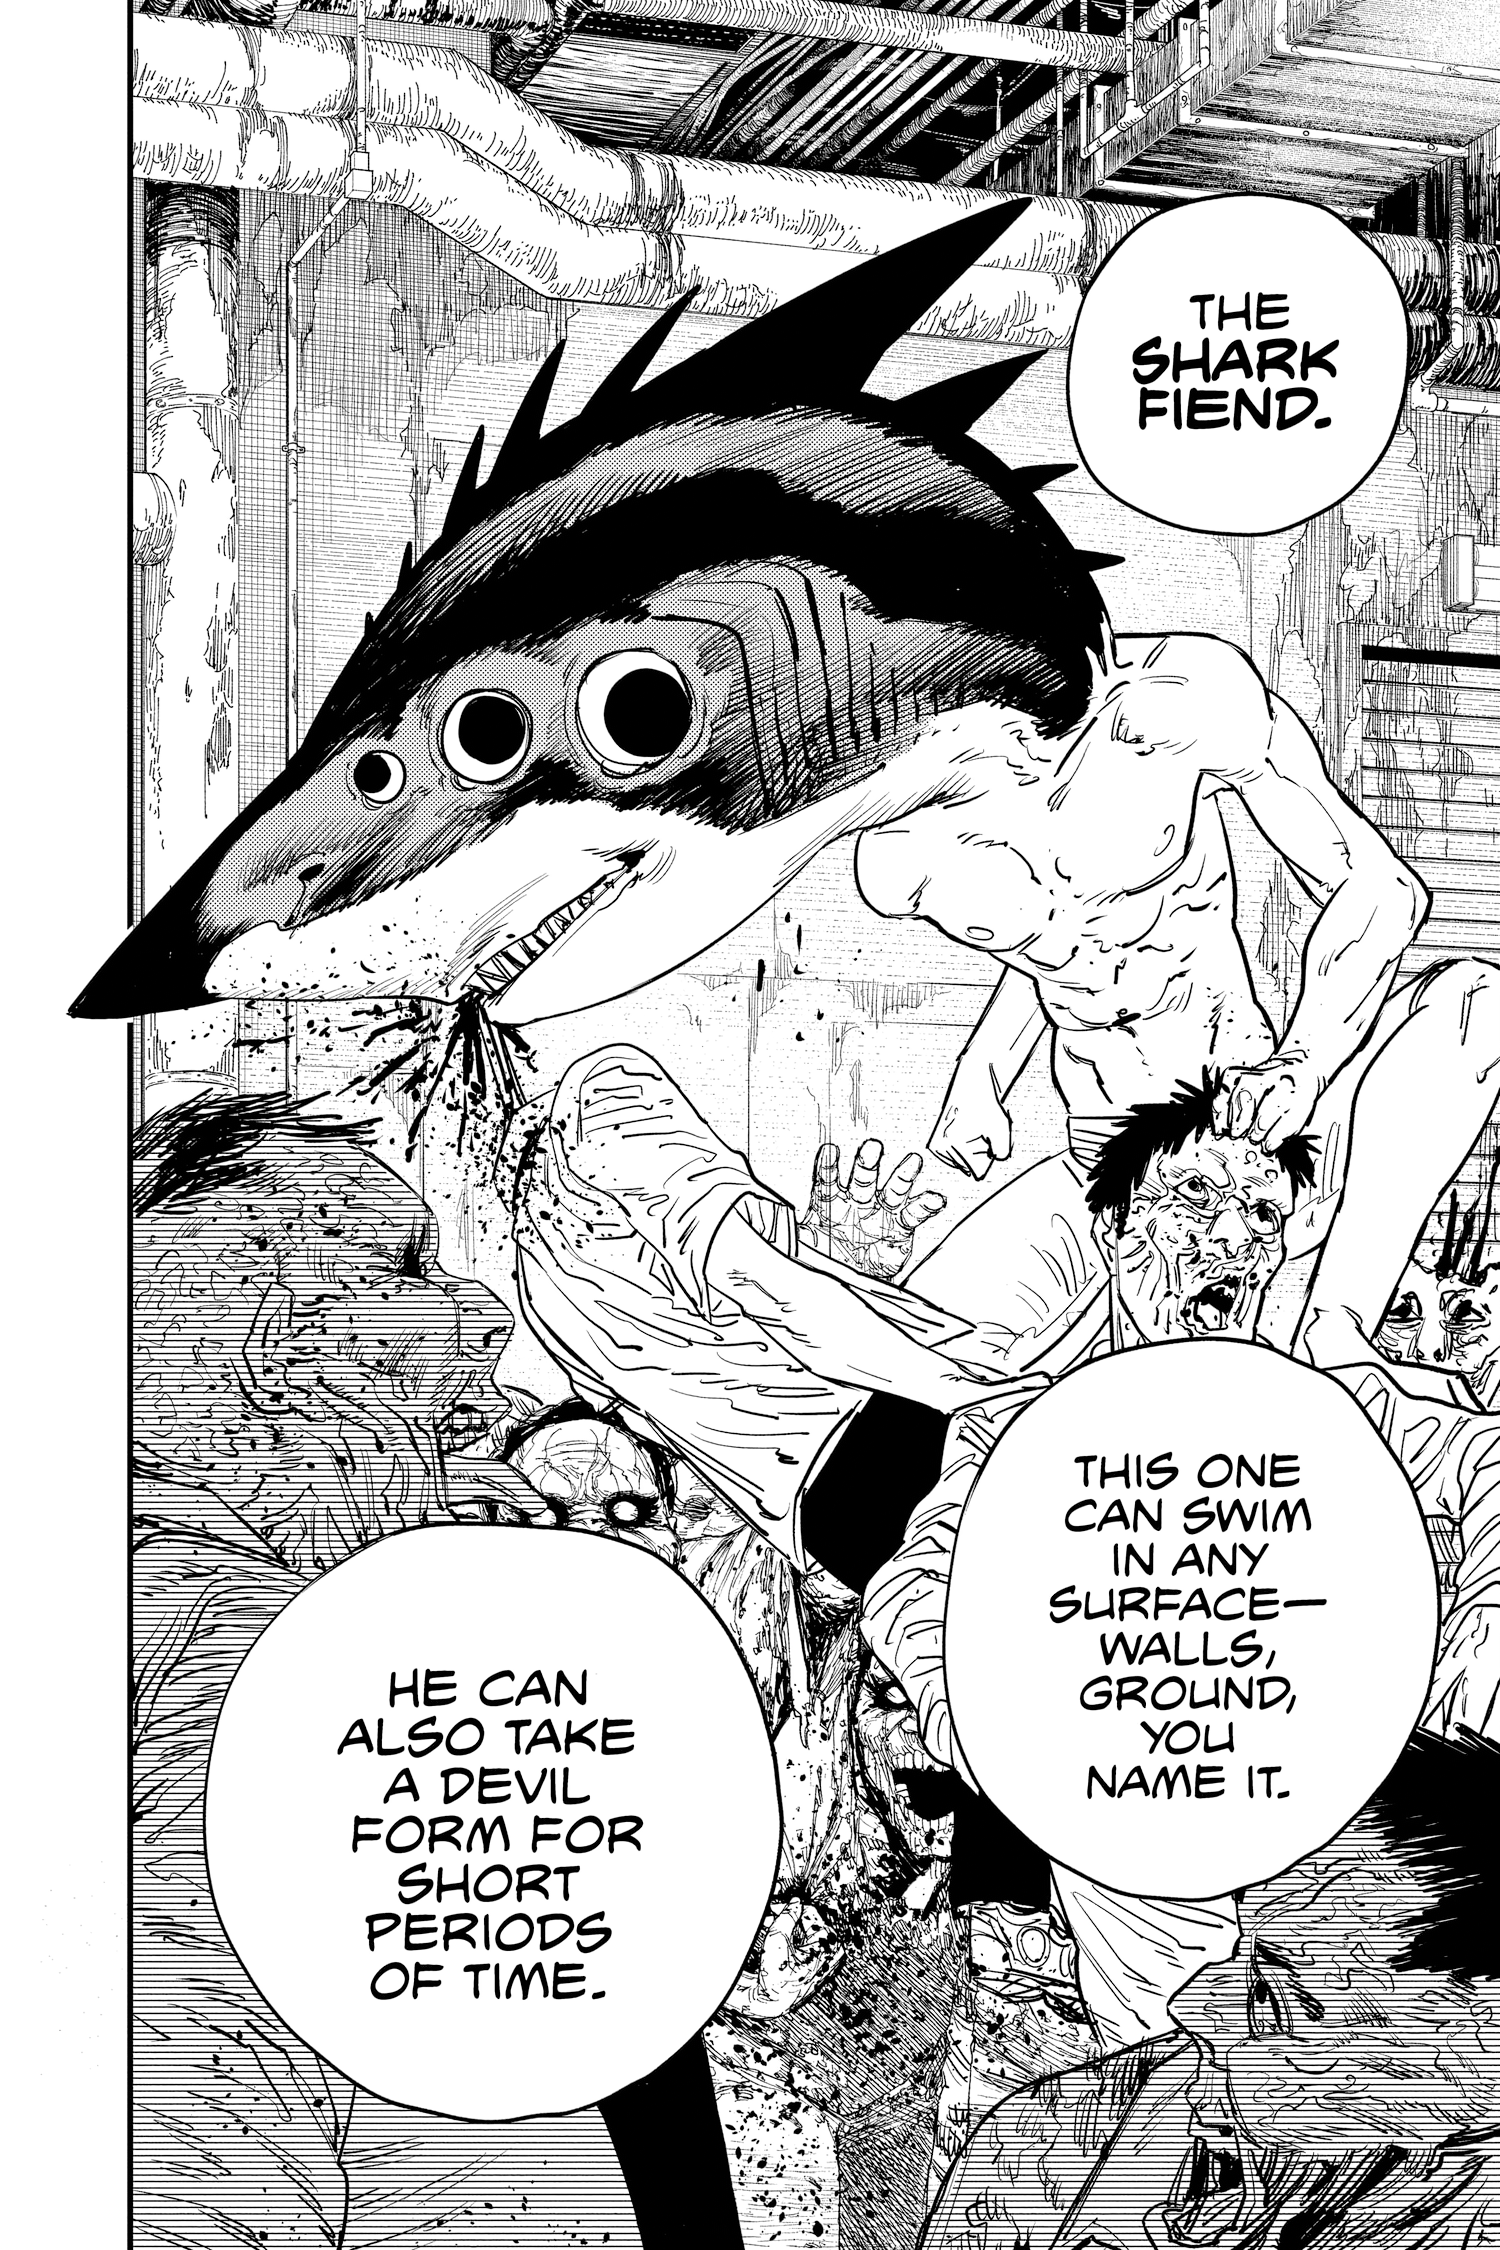 THE
SHARK
FIEND.
THIS ONE
CAN SWIM
IN ANY
SURFACE—
WALLS,
GROUND,
YOU
NAME IT.
HE CAN
ALSO TAKE
A DEVIL
FORM FOR
SHORT
PERIODS
OF TIME.